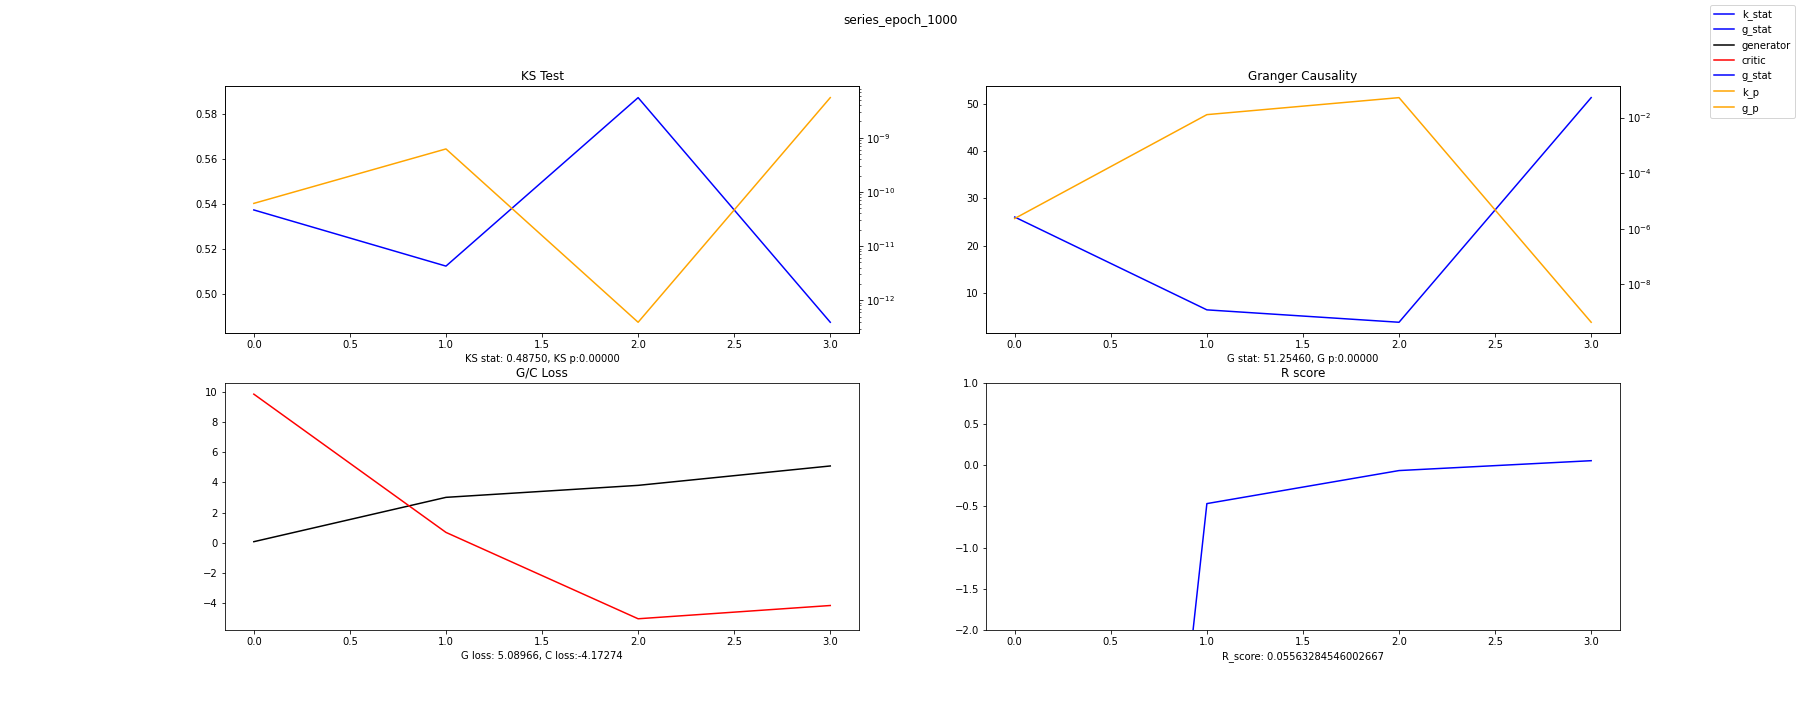 series_epoch_1000
k_stat
g_stat
generator
critic
g_stat
k_p
g_p
KS Test
0.58
0.56
0.54
0.52
0.50
10^-9
10^-10
10^-11
10^-12
0.0 0.5 1.0 1.5 2.0 2.5 3.0
KS stat: 0.48750, KS p:0.00000
Granger Causality
50
40
30
20
10
10^-2
10^-4
10^-6
10^-8
0.0 0.5 1.0 1.5 2.0 2.5 3.0
G stat: 51.25460, G p:0.00000
G/C Loss
10
8
6
4
2
0
−2
−4
0.0 0.5 1.0 1.5 2.0 2.5 3.0
G loss: 5.08966, C loss:-4.17274
R score
1.0
0.5
0.0
−0.5
−1.0
−1.5
−2.0
0.0 0.5 1.0 1.5 2.0 2.5 3.0
R_score: 0.05563284546002667